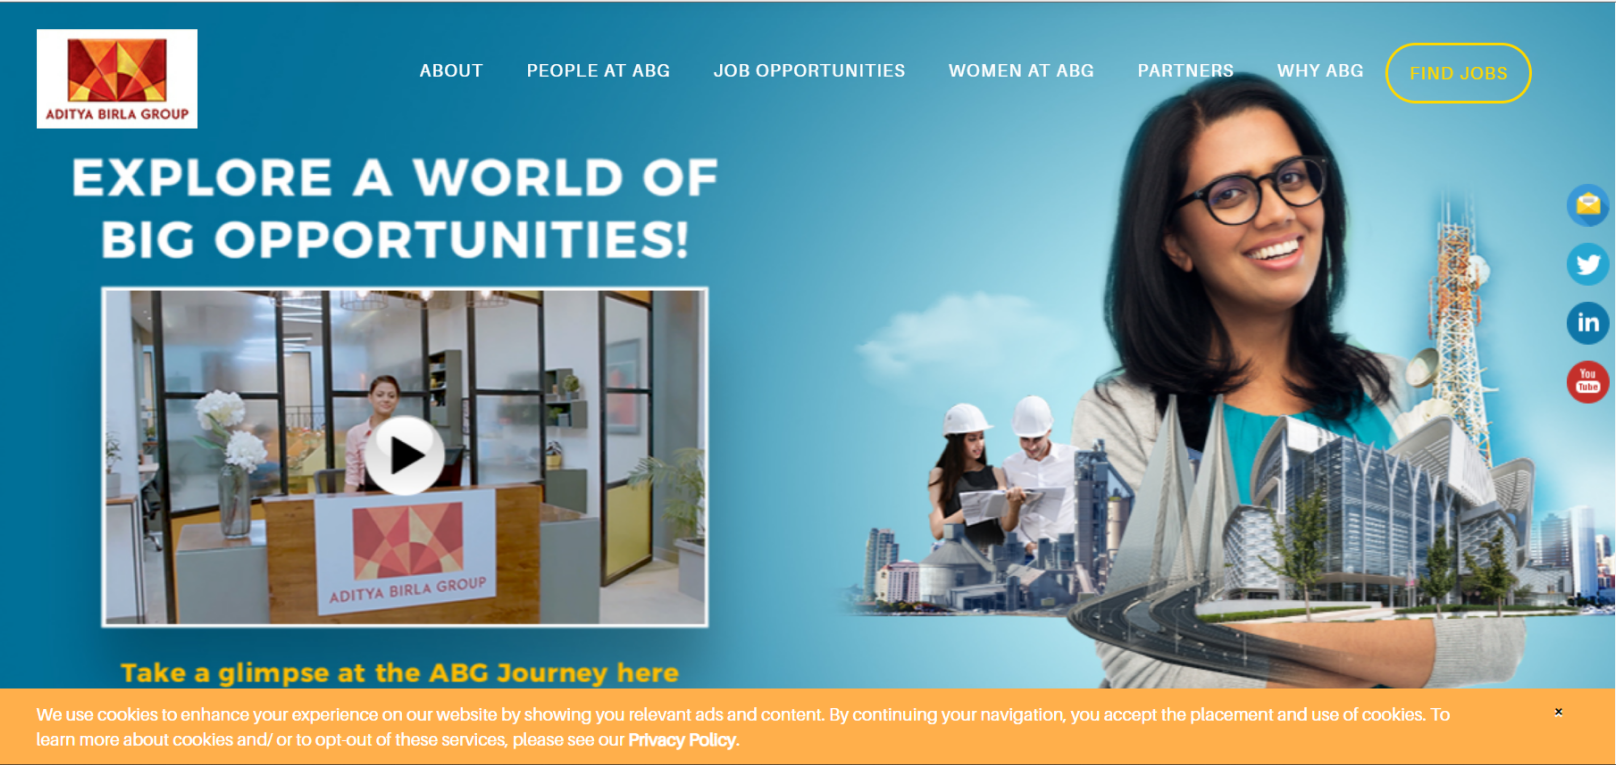 ADITYA BIRLA GROUP
ABOUT
PEOPLE AT ABG
JOB OPPORTUNITIES
WOMEN AT ABG
PARTNERS
WHY ABG
FIND JOBS
EXPLORE A WORLD OF
BIG OPPORTUNITIES!
ADITYA BIRLA GROUP
in
You
Tube
Take a glimpse at the ABG Journey here
We use cookies to enhance your experience on our website by showing you relevant ads and content. By continuing your navigation, you accept the placement and use of cookies. To
learn more about cookies and/ or to opt-out of these services, please see our Privacy Policy.
×